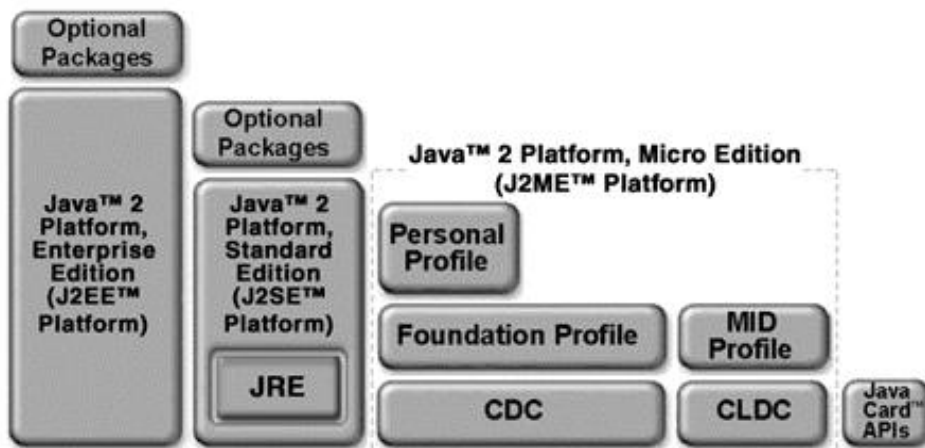 Optional
Packages
Java™ 2
Platform,
Enterprise
Edition
(J2EE™
Platform)
Optional
Packages
Java™ 2
Platform,
Standard
Edition
(J2SE™
Platform)
JRE
Java™ 2 Platform, Micro Edition
(J2ME™ Platform)
Personal
Profile
Foundation Profile
MID
Profile
CDC
CLDC
Java
Card™
APIs